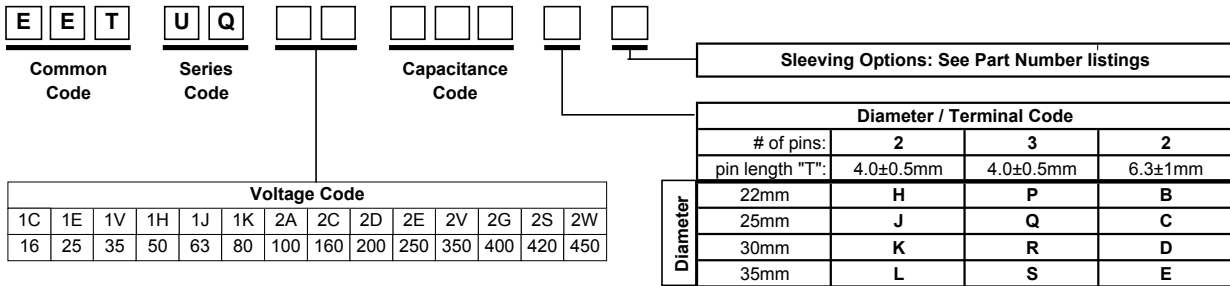 E E T U Q
Common Code
Series Code
Capacitance Code
Sleeving Options: See Part Number listings
Diameter / Terminal Code
# of pins: 2 3 2
pin length "T": 4.0±0.5mm 4.0±0.5mm 6.3±1mm
Diameter
22mm H P B
25mm J Q C
30mm K R D
35mm L S E
Voltage Code
1C 1E 1V 1H 1J 1K 2A 2C 2D 2E 2V 2G 2S 2W
16 25 35 50 63 80 100 160 200 250 350 400 420 450